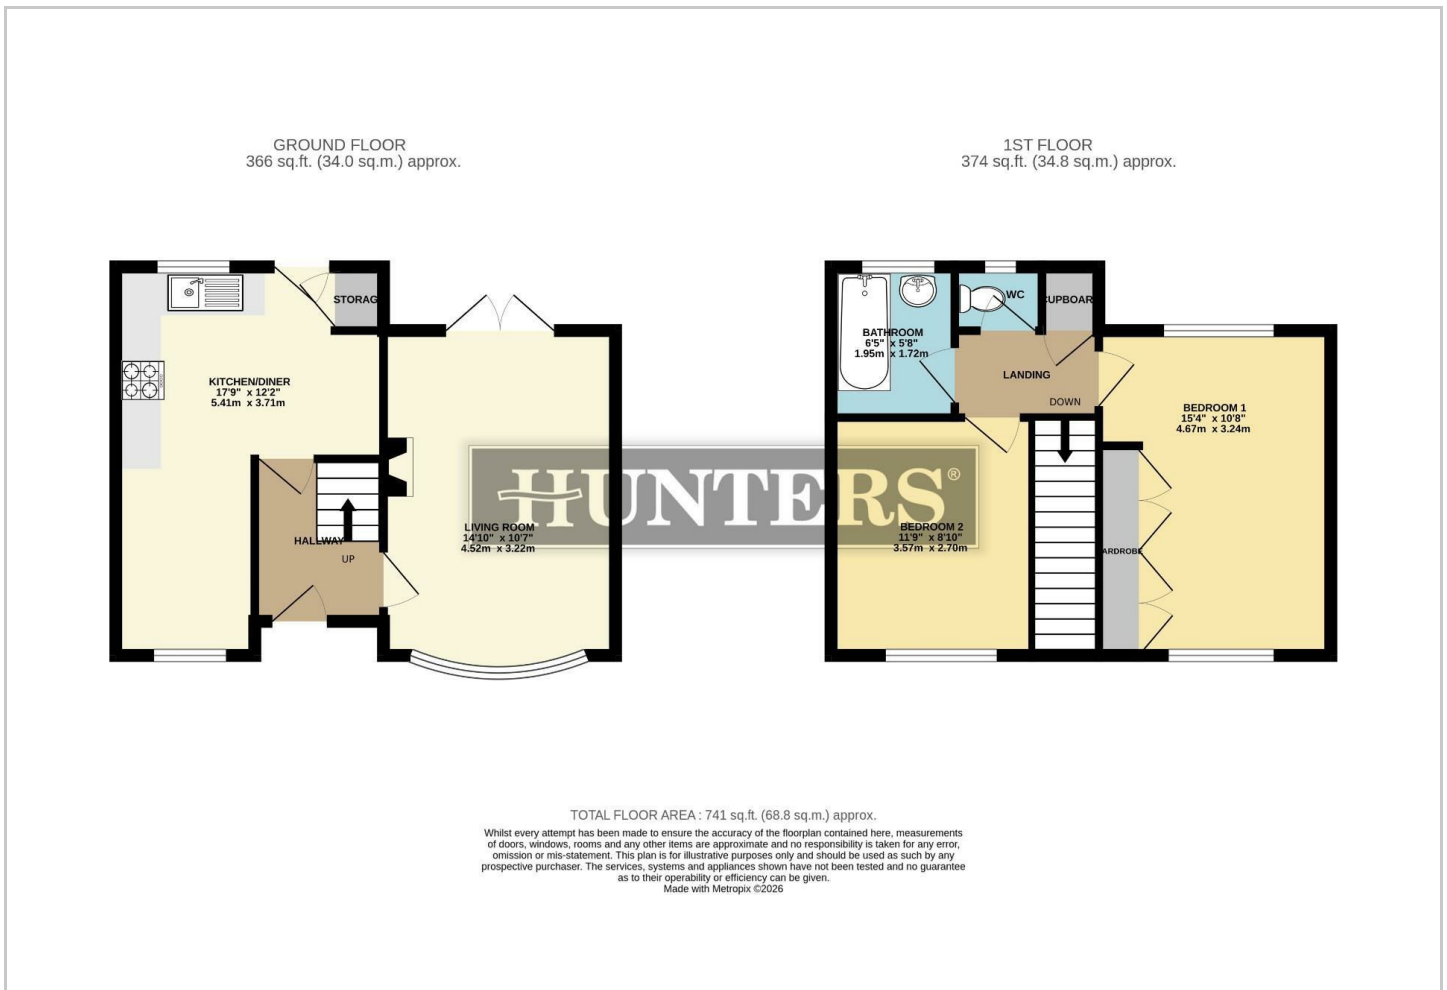 GROUND FLOOR
366 sq.ft. (34.0 sq.m.) approx.
1ST FLOOR
374 sq.ft. (34.8 sq.m.) approx.
STORAG
KITCHEN/DINER
17'9" x 12'2"
5.41m x 3.71m
HALLWAY
UP
LIVING ROOM
14'10" x 10'7"
4.52m x 3.22m
HUNTERS®
BATHROOM
6'5" x 5'8"
1.95m x 1.72m
WC
CUPBOAR
LANDING
DOWN
BEDROOM 1
15'4" x 10'8"
4.67m x 3.24m
BEDROOM 2
11'9" x 8'10"
3.57m x 2.70m
ARDROBE
TOTAL FLOOR AREA : 741 sq.ft. (68.8 sq.m.) approx.
Whilst every attempt has been made to ensure the accuracy of the floorplan contained here, measurements
of doors, windows, rooms and any other items are approximate and no responsibility is taken for any error,
omission or mis-statement. This plan is for illustrative purposes only and should be used as such by any
prospective purchaser. The services, systems and appliances shown have not been tested and no guarantee
as to their operability or efficiency can be given.
Made with Metropix ©2026